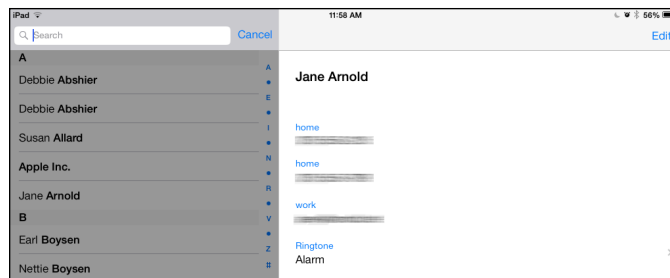 iPad 11:58 AM 56%
Search Cancel Edit
A
Debbie Abshier
Debbie Abshier
Susan Allard
Apple Inc.
Jane Arnold
B
Earl Boysen
Nettie Boysen
A
E
I
N
R
V
Z
#
Jane Arnold
home
home
work
Ringtone
Alarm